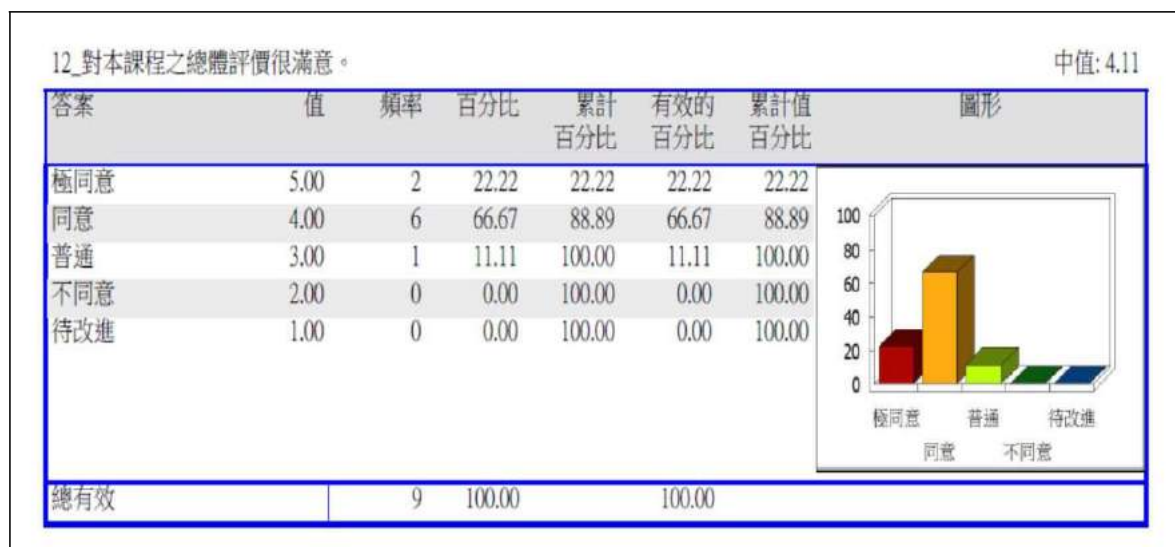 12_對本課程之總體評價很滿意。 中值: 4.11
答案 值 頻率 百分比 累計 有效的 累計值 圖形
百分比 百分比 百分比
極同意 5.00 2 22.22 22.22 22.22 22.22
同意 4.00 6 66.67 88.89 66.67 88.89
普通 3.00 1 11.11 100.00 11.11 100.00
不同意 2.00 0 0.00 100.00 0.00 100.00
待改進 1.00 0 0.00 100.00 0.00 100.00
100
80
60
40
20
0
極同意 普通 待改進
同意 不同意
總有效 9 100.00 100.00